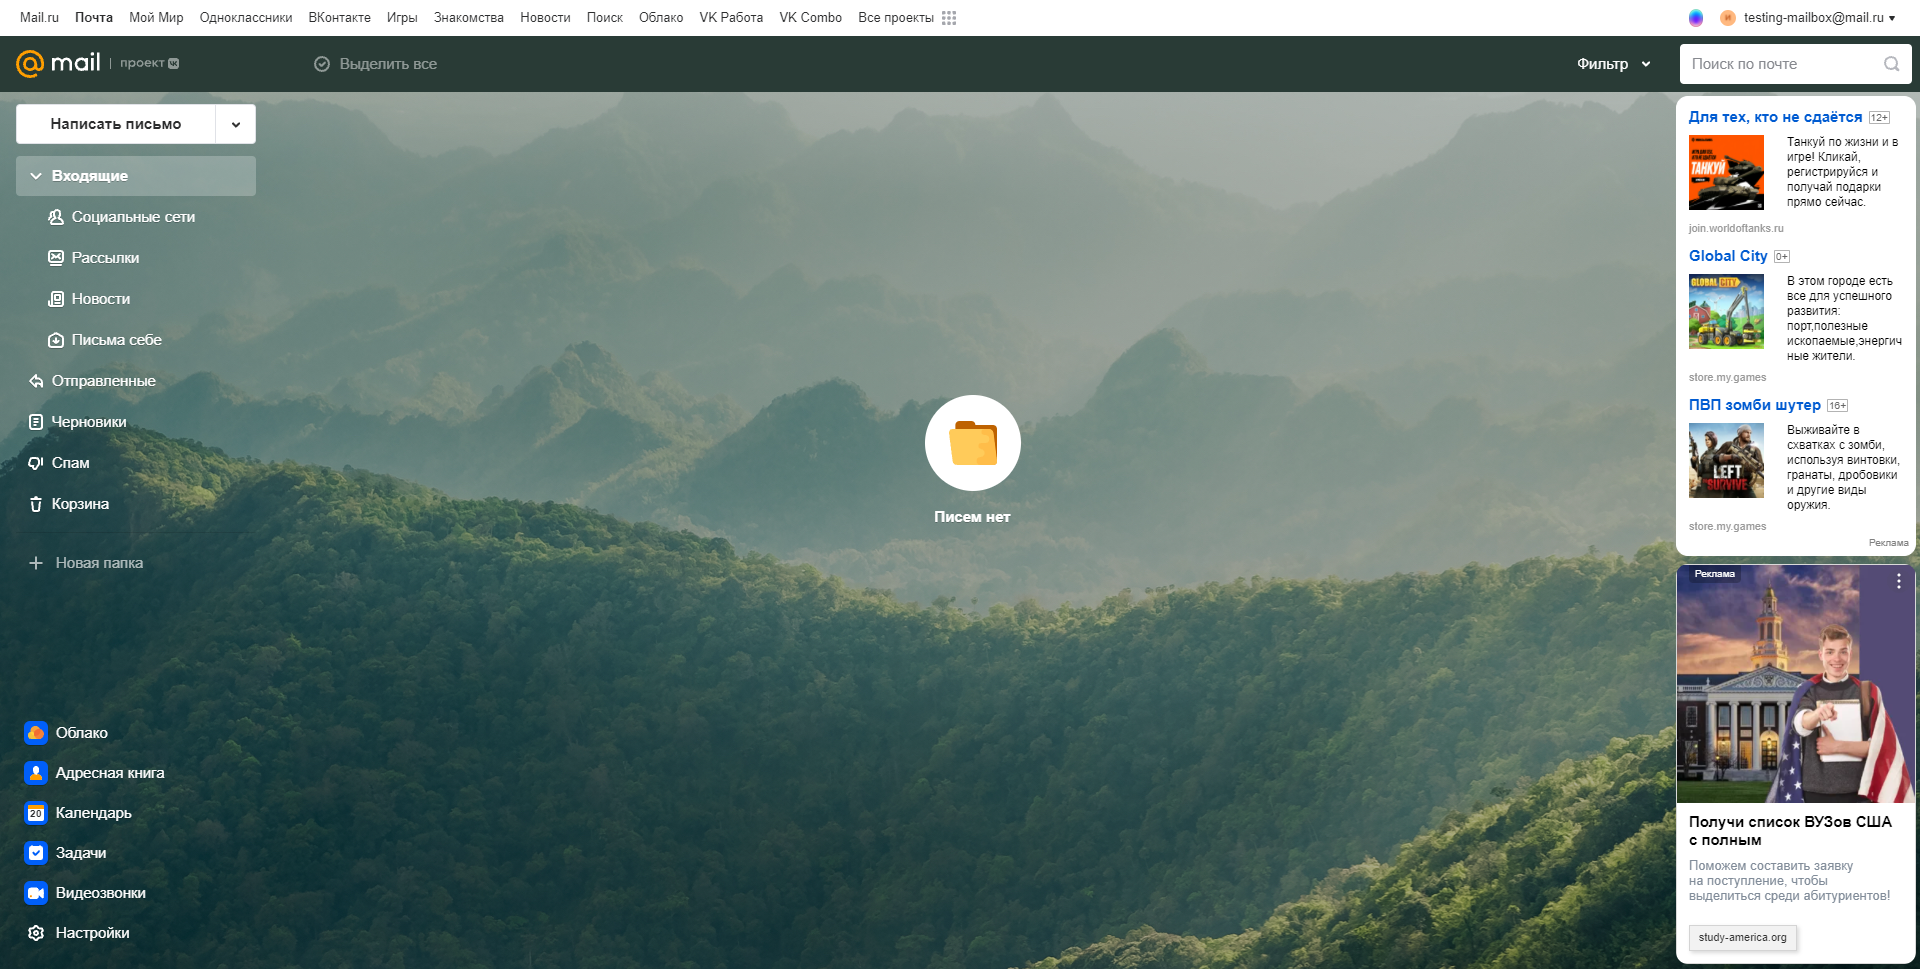 Mail.ru Почта Мой Мир Одноклассники ВКонтакте Игры Знакомства Новости Поиск Облако VK Работа VK Combo Все проекты
testing-mailbox@mail.ru
mail | проект
Выделить все
Фильтр
Поиск по почте
Написать письмо
Входящие
Социальные сети
Рассылки
Новости
Письма себе
Отправленные
Черновики
Спам
Корзина
Новая папка
Облако
Адресная книга
20 Календарь
Задачи
Видеозвонки
Настройки
Писем нет
Для тех, кто не сдаётся 12+
ТАНКУЙ
Танкуй по жизни и в
игре! Кликай,
регистрируйся и
получай подарки
прямо сейчас.
join.worldoftanks.ru
Global City 0+
GLOBAL CITY
В этом городе есть
все для успешного
развития:
порт,полезные
ископаемые,энергич
ные жители.
store.my.games
ПВП зомби шутер 16+
LEFT
SURVIVE
Выживайте в
схватках с зомби,
используя винтовки,
гранаты, дробовики
и другие виды
оружия.
store.my.games
Реклама
Реклама
Получи список ВУЗов США
с полным
Поможем составить заявку
на поступление, чтобы
выделиться среди абитуриентов!
study-america.org